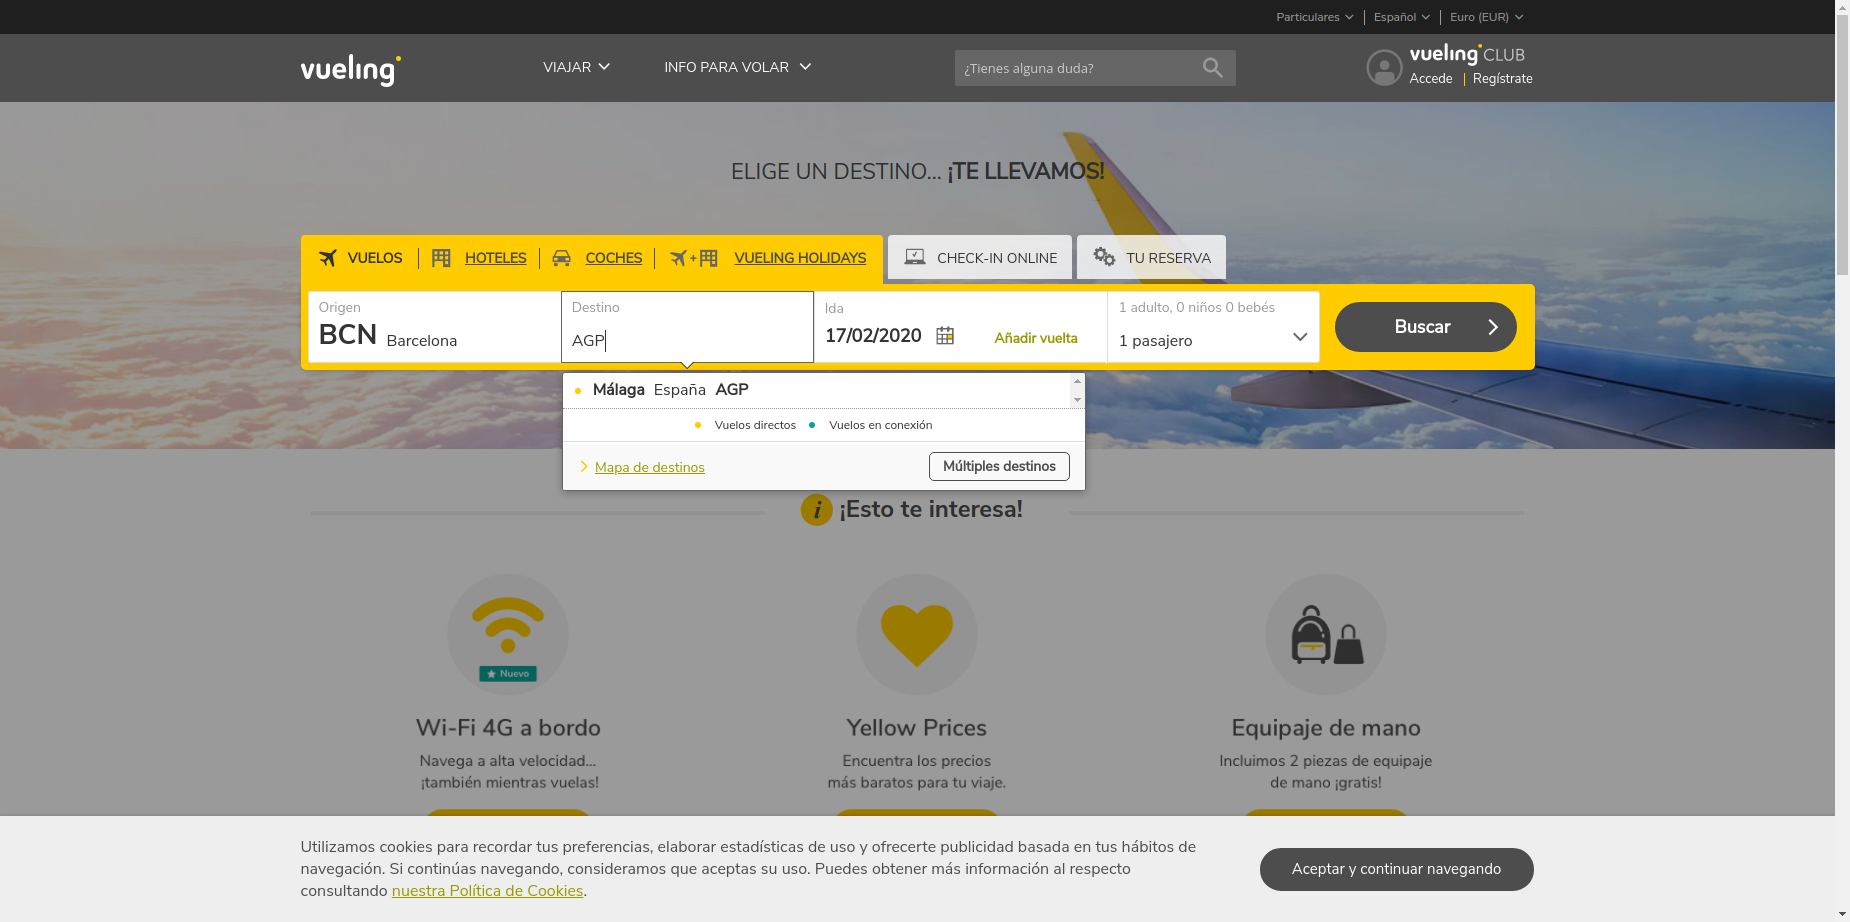 Particulares
Español
Euro (EUR)
vueling
VIAJAR
INFO PARA VOLAR
¿Tienes alguna duda?
vueling CLUB
Accede
Regístrate
ELIGE UN DESTINO... ¡TE LLEVAMOS!
VUELOS
HOTELES
COCHES
+
VUELING HOLIDAYS
CHECK-IN ONLINE
TU RESERVA
Origen
BCN Barcelona
Destino
AGP
Ida
17/02/2020
Añadir vuelta
1 adulto, 0 niños 0 bebés
1 pasajero
Buscar
Málaga España AGP
Vuelos directos
Vuelos en conexión
Mapa de destinos
Múltiples destinos
i ¡Esto te interesa!
Nuevo
Wi-Fi 4G a bordo
Navega a alta velocidad...
¡también mientras vuelas!
Yellow Prices
Encuentra los precios
más baratos para tu viaje.
Equipaje de mano
Incluimos 2 piezas de equipaje
de mano ¡gratis!
Utilizamos cookies para recordar tus preferencias, elaborar estadísticas de uso y ofrecerte publicidad basada en tus hábitos de
navegación. Si continúas navegando, consideramos que aceptas su uso. Puedes obtener más información al respecto
consultando nuestra Política de Cookies.
Aceptar y continuar navegando